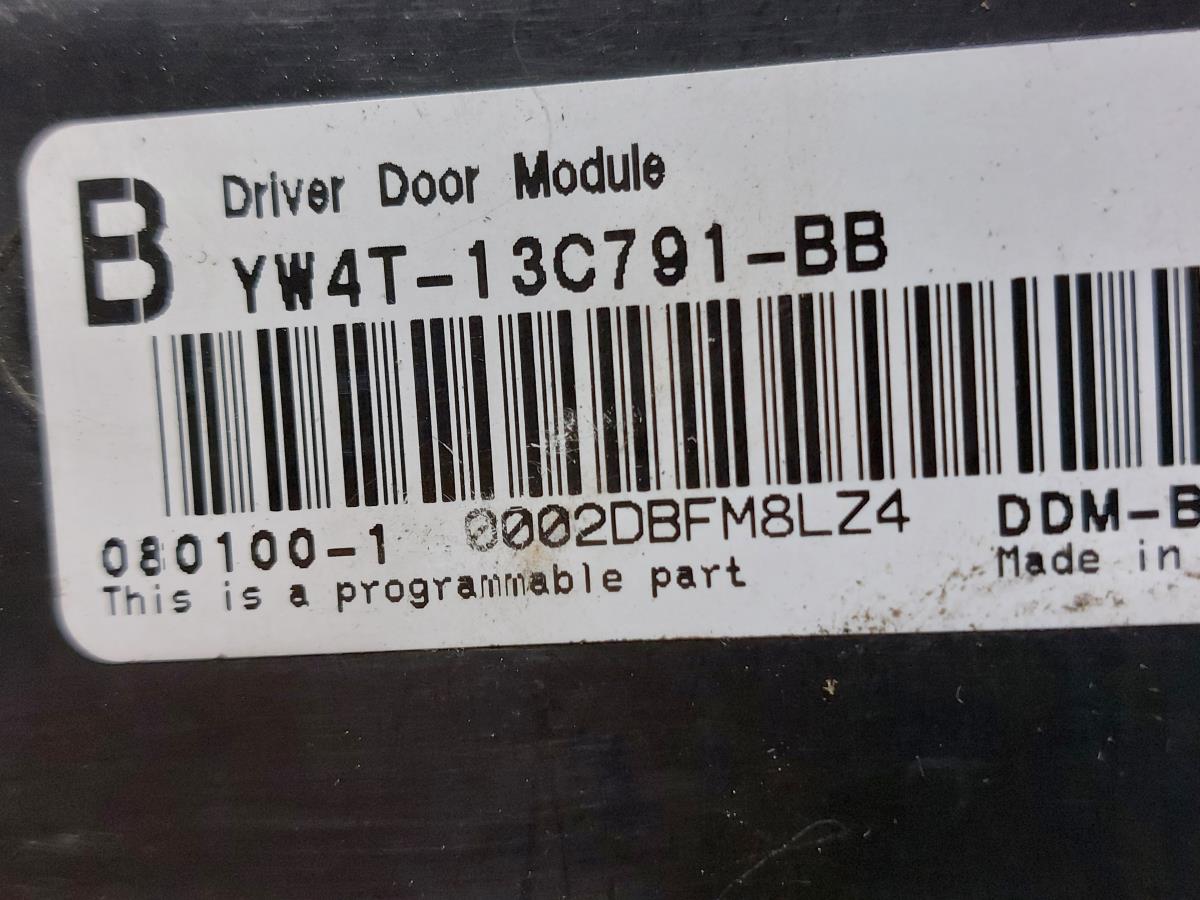 B
Driver Door Module
YW4T-13C791-BB
080100-1 0002DBFM8LZ4 DDM-B
This is a programmable part Made in